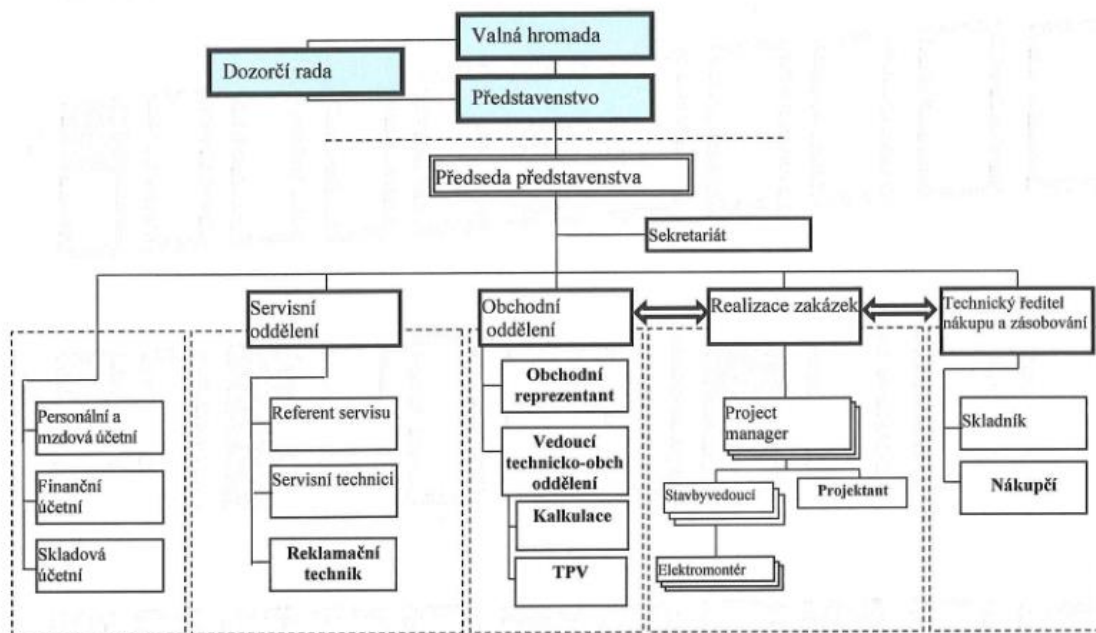 Valná hromada
Dozorčí rada
Představenstvo
Předseda představenstva
Sekretariát
Servisní
oddělení
Obchodní
oddělení
Realizace zakázek
Technický ředitel
nákupu a zásobování
Personální a
mzdová účetní
Finanční
účetní
Skladová
účetní
Referent servisu
Servisní technici
Reklamační
technik
Obchodní
reprezentant
Vedoucí
technicko-obch
oddělení
Kalkulace
TPV
Project
manager
Stavbyvedoucí
Projektant
Elektromontér
Skladník
Nákupčí